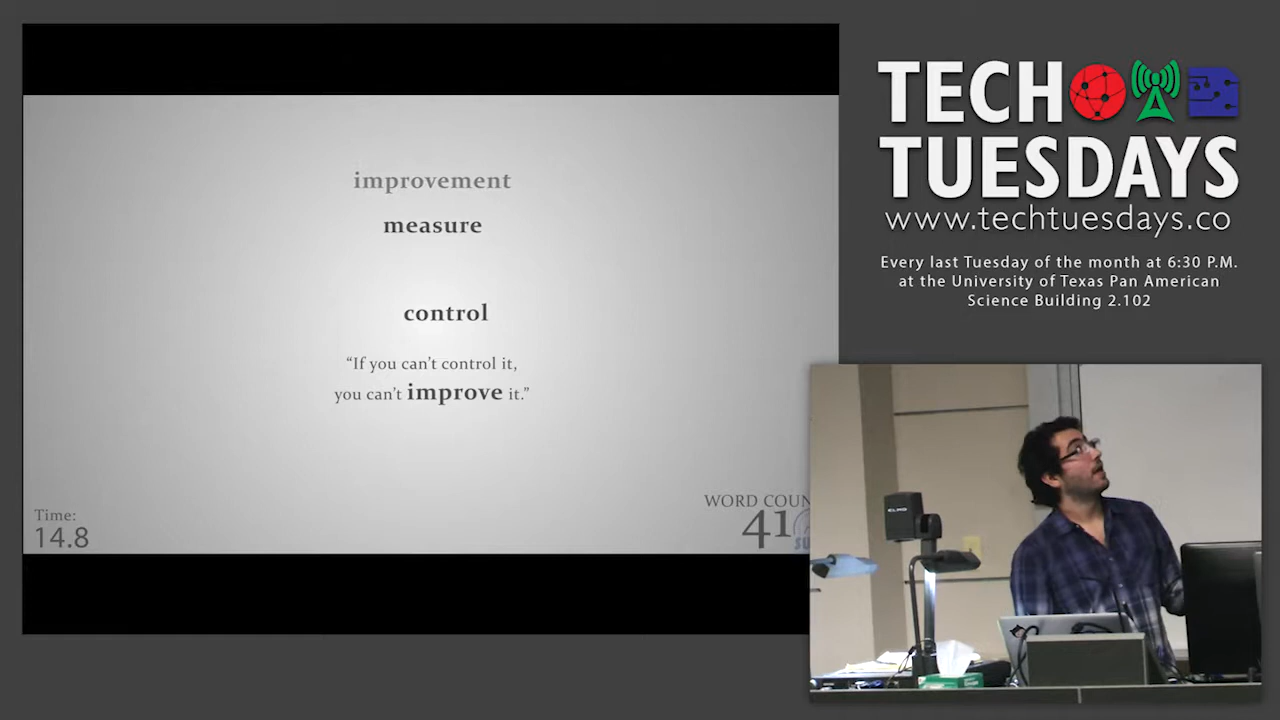 improvement
measure
control
“If you can’t control it,
you can’t improve it.”
Time:
14.8
WORD COUN
41
SU
TECH
TUESDAYS
www.techtuesdays.co
Every last Tuesday of the month at 6:30 P.M.
at the University of Texas Pan American
Science Building 2.102
ELMO